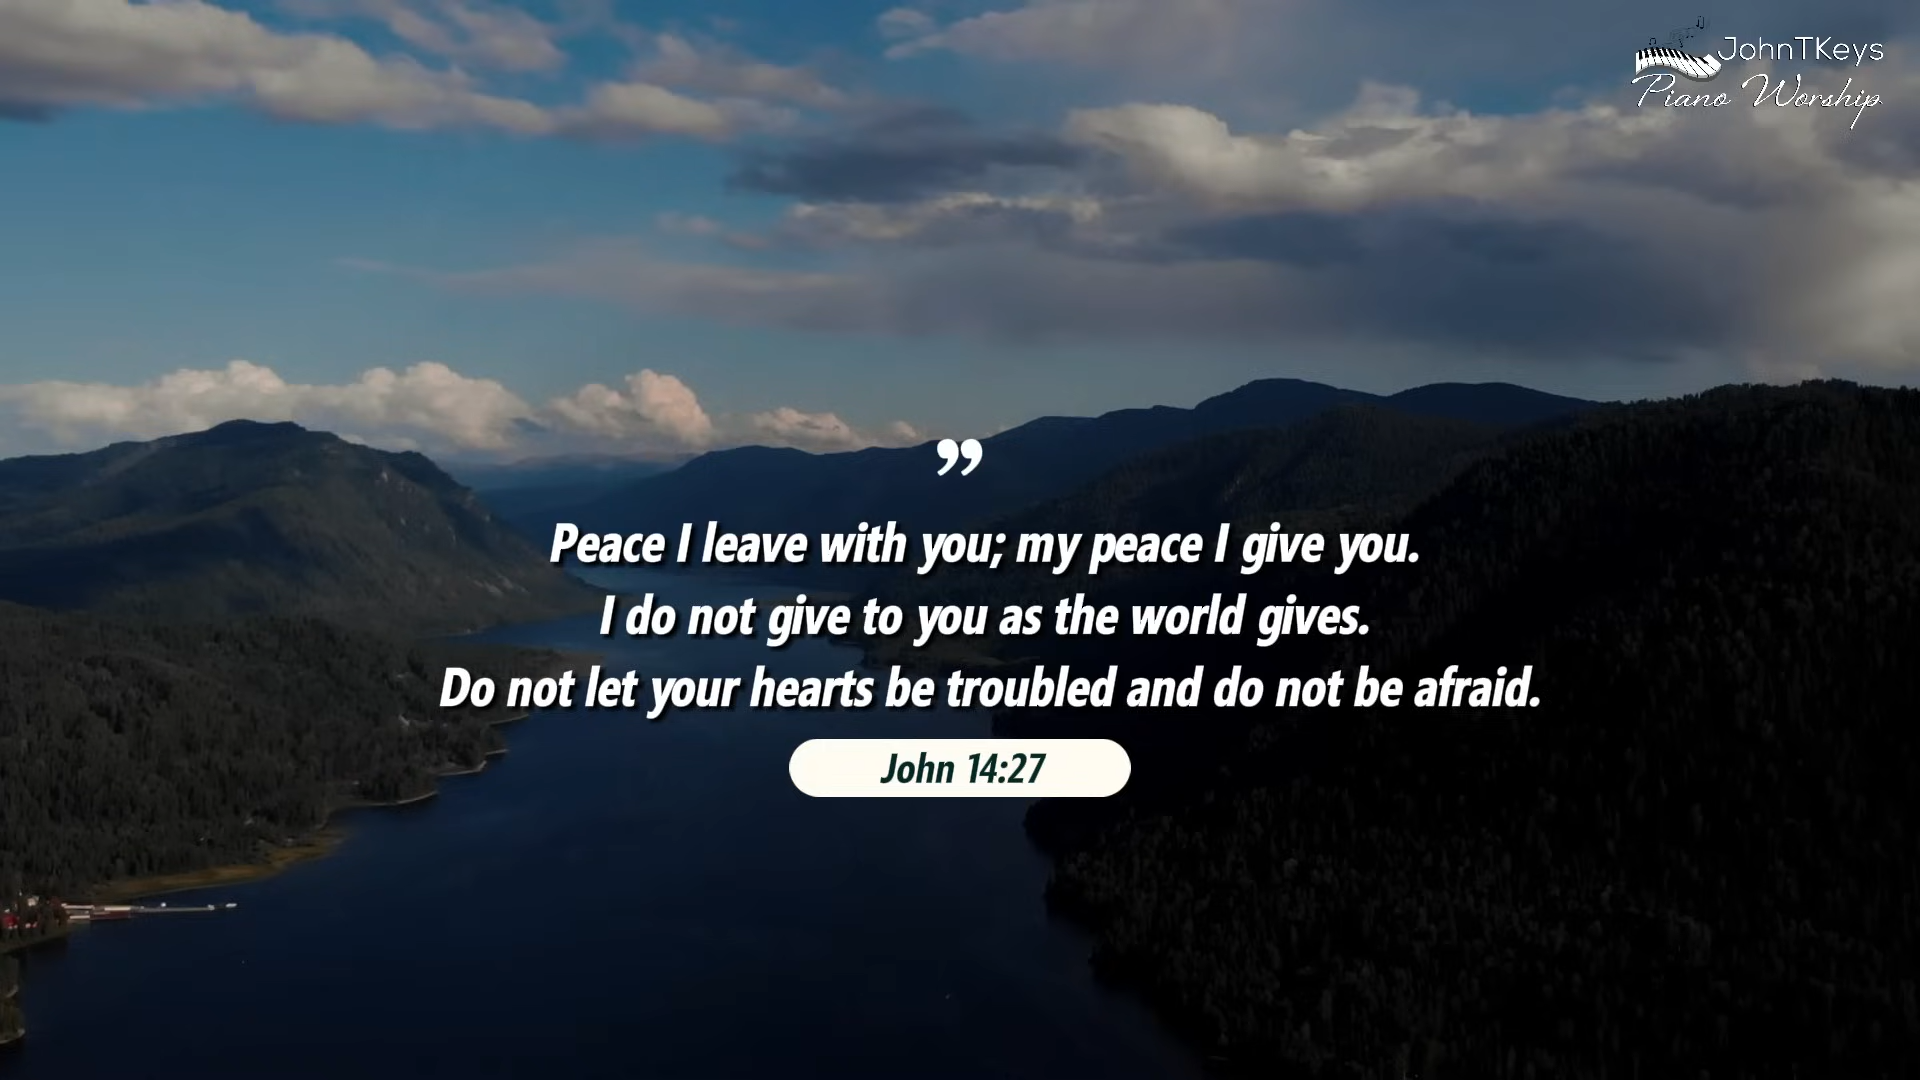 JohnTKeys
Piano Worship
”
Peace I leave with you; my peace I give you.
I do not give to you as the world gives.
Do not let your hearts be troubled and do not be afraid.
John 14:27